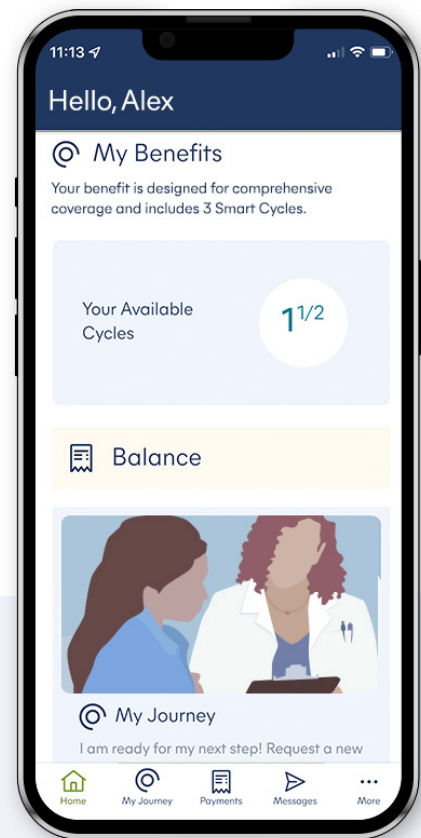 11:13
Hello, Alex
My Benefits
Your benefit is designed for comprehensive
coverage and includes 3 Smart Cycles.
Your Available
Cycles
1 1/2
Balance
My Journey
I am ready for my next step! Request a new
Home
My Journey
Payments
Messages
More